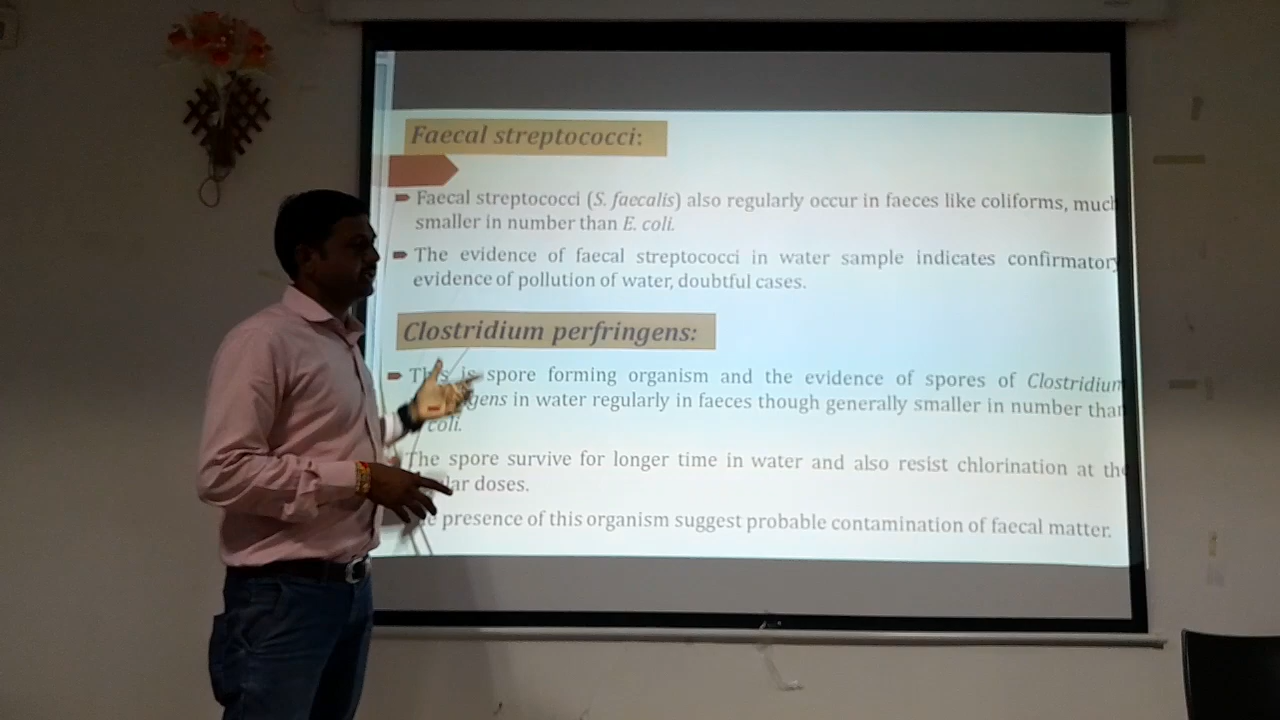 Faecal streptococci:
Faecal streptococci (S. faecalis) also regularly occur in faeces like coliforms, much
smaller in number than E. coli.
The evidence of faecal streptococci in water sample indicates confirmatory
evidence of pollution of water, doubtful cases.
Clostridium perfringens:
This is spore forming organism and the evidence of spores of Clostridium
gens in water regularly in faeces though generally smaller in number than
coli.
The spore survive for longer time in water and also resist chlorination at the
lar doses.
presence of this organism suggest probable contamination of faecal matter.